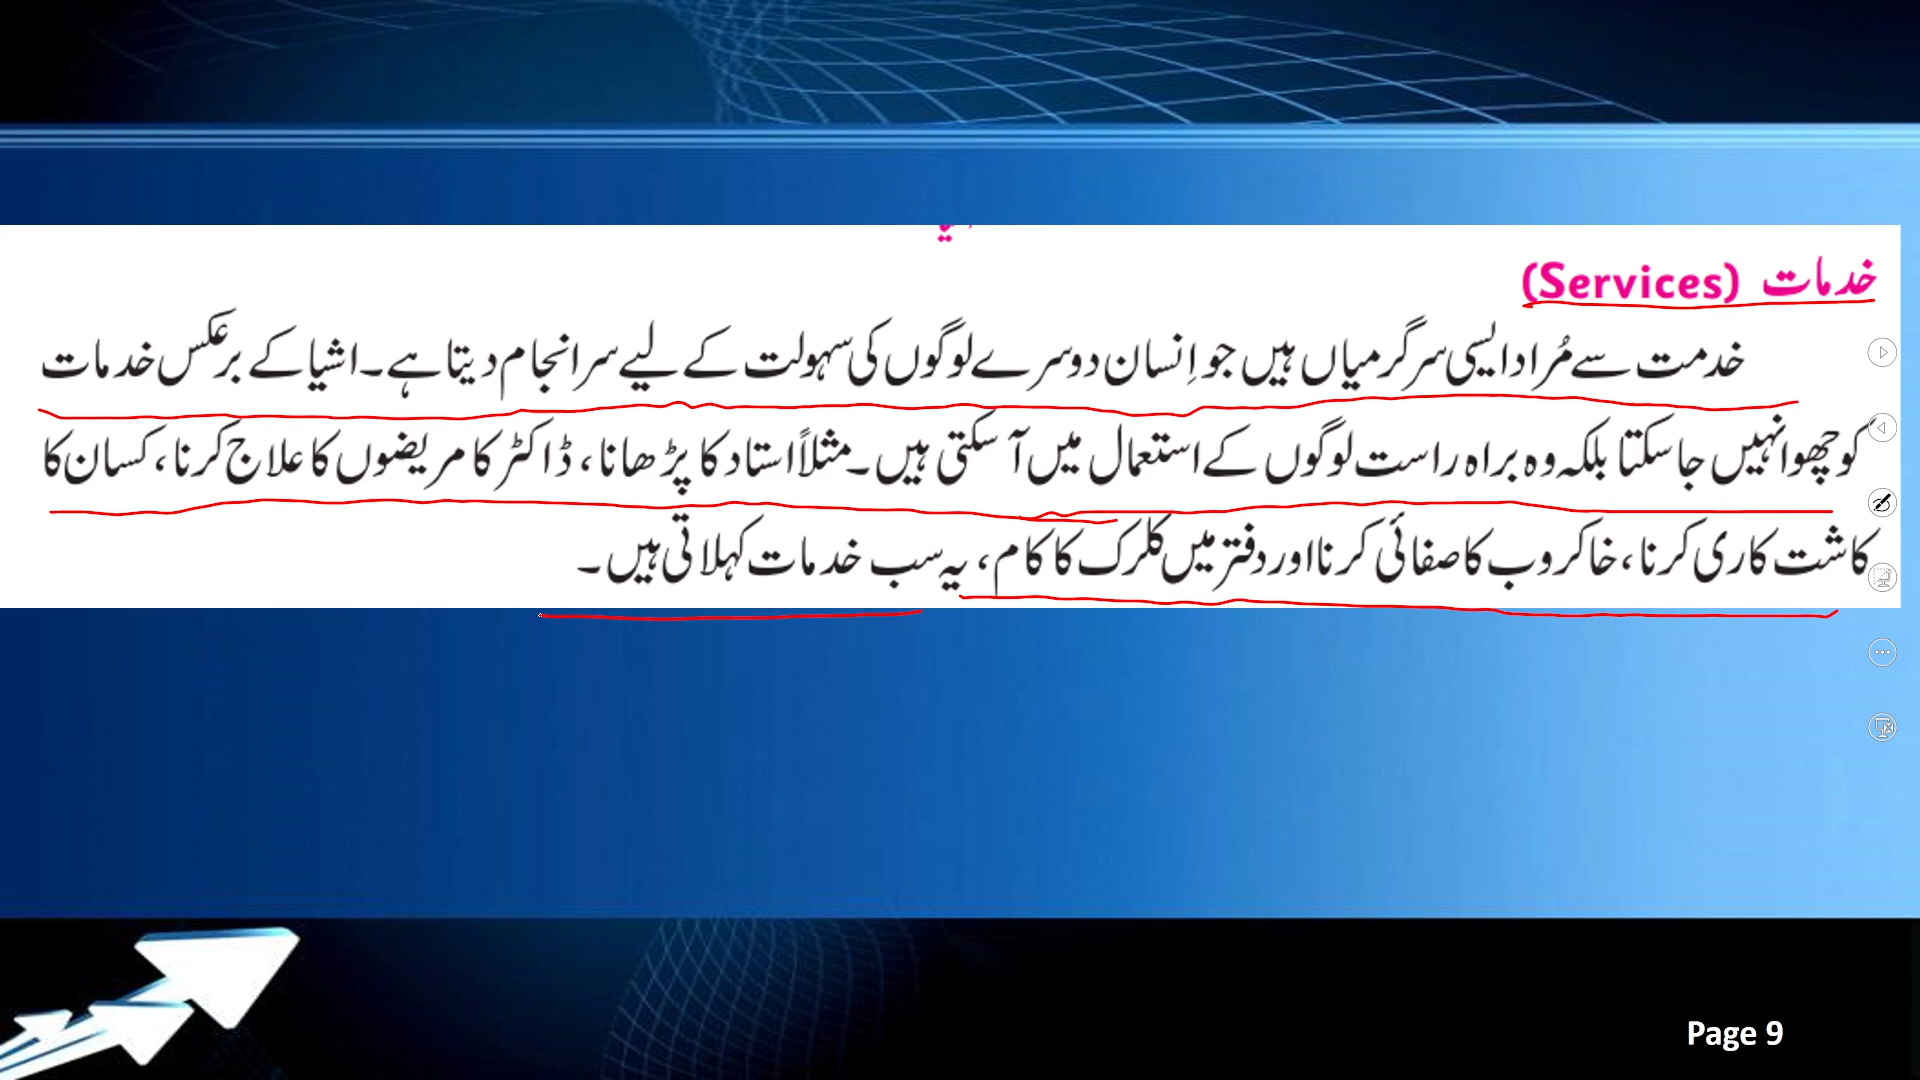 خدمات (Services)
خدمت سے مُراد ایسی سرگرمیاں ہیں جو اِنسان دوسرے لوگوں کی سہولت کے لیے سرانجام دیتا ہے۔ اشیا کے برعکس خدمات
کو چھوا نہیں جاسکتا بلکہ وہ براہ راست لوگوں کے استعمال میں آ سکتی ہیں۔ مثلاً استاد کا پڑھانا، ڈاکٹر کا مریضوں کا علاج کرنا، کسان کا
کاشت کاری کرنا، خاکروب کا صفائی کرنا اور دفتر میں کلرک کا کام، یہ سب خدمات کہلاتی ہیں۔
Page 9